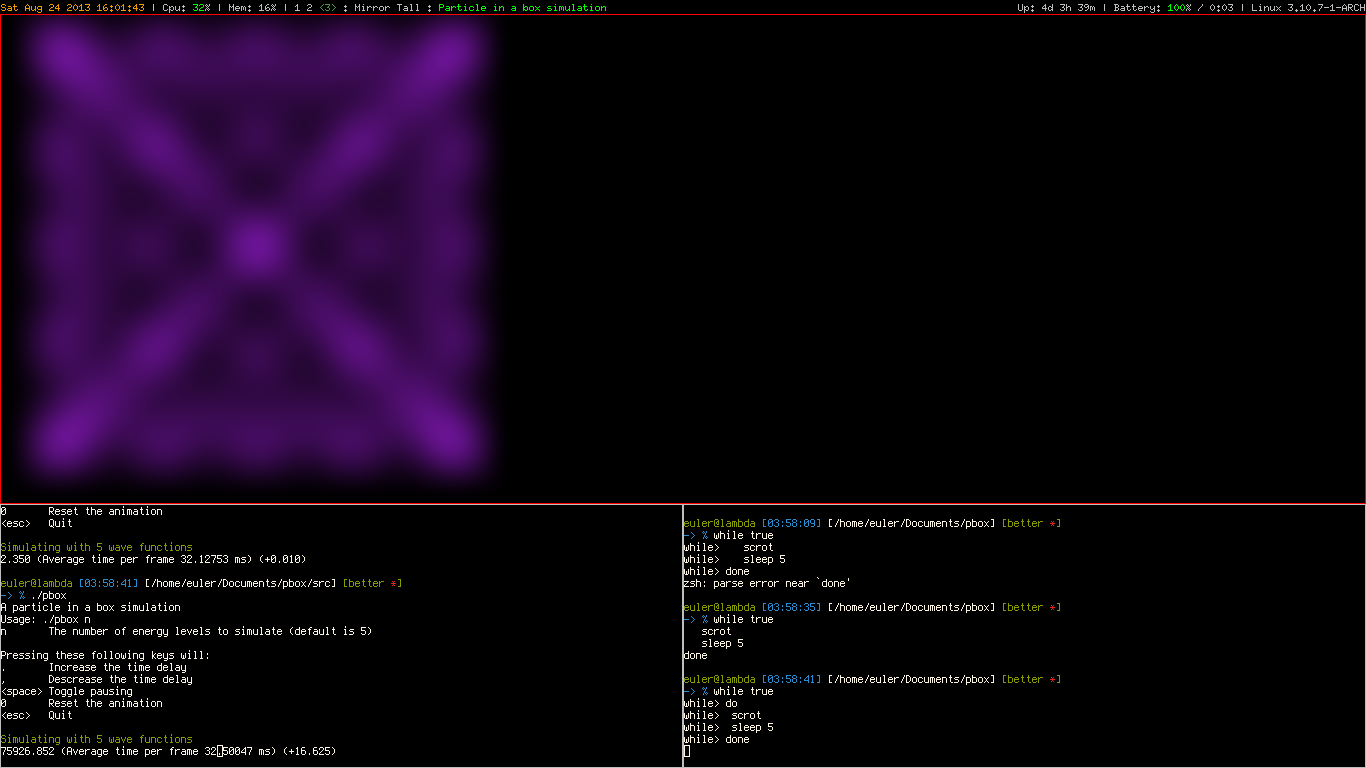 Sat Aug 24 2013 16:01:43 | Cpu: 32% | Mem: 16% | 1 2 <3> : Mirror Tall : Particle in a box simulation
Up: 4d 3h 39m | Battery: 100% / 0:03 | Linux 3.10.7-1-ARCH
0 Reset the animation
<esc> Quit
Simulating with 5 wave functions
2.350 (Average time per frame 32.12753 ms) (+0.010)
euler@lambda [03:58:41] [/home/euler/Documents/pbox/src] [better *]
-> % ./pbox
A particle in a box simulation
Usage: ./pbox n
n The number of energy levels to simulate (default is 5)
Pressing these following keys will:
. Increase the time delay
, Descrease the time delay
<space> Toggle pausing
0 Reset the animation
<esc> Quit
Simulating with 5 wave functions
75926.852 (Average time per frame 32.50047 ms) (+16.625)
euler@lambda [03:58:09] [/home/euler/Documents/pbox] [better *]
-> % while true
while> scrot
while> sleep 5
while> done
zsh: parse error near `done'
euler@lambda [03:58:35] [/home/euler/Documents/pbox] [better *]
-> % while true
scrot
sleep 5
done
euler@lambda [03:58:41] [/home/euler/Documents/pbox] [better *]
-> % while true
while> do
while> scrot
while> sleep 5
while> done